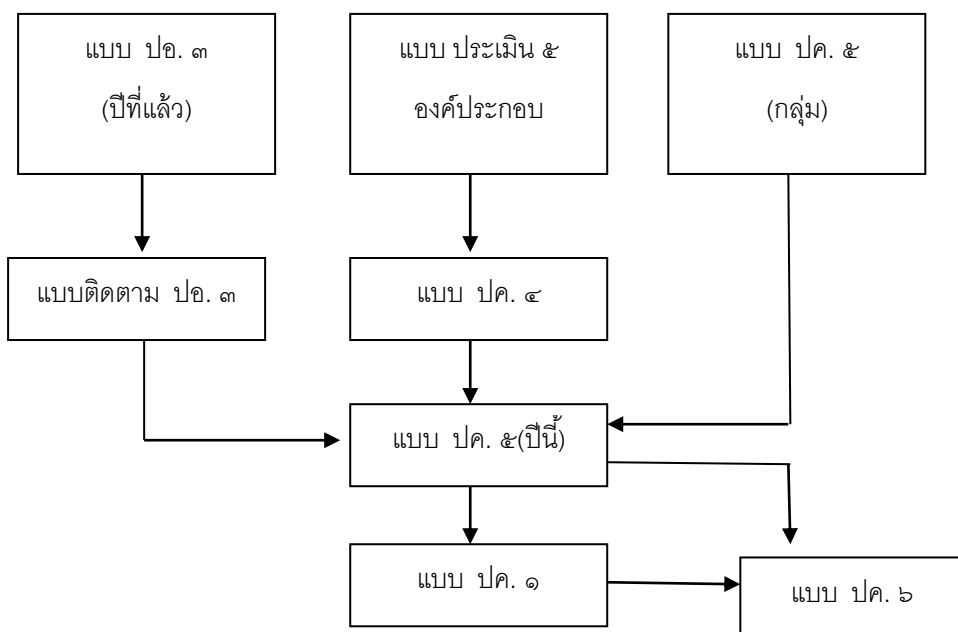 แบบ ปอ. ๓
(ปีที่แล้ว)
แบบ ประเมิน ๕
องค์ประกอบ
แบบ ปค. ๕
(กลุ่ม)
แบบติดตาม ปอ. ๓
แบบ ปค. ๔
แบบ ปค. ๕(ปีนี้)
แบบ ปค. ๑
แบบ ปค. ๖